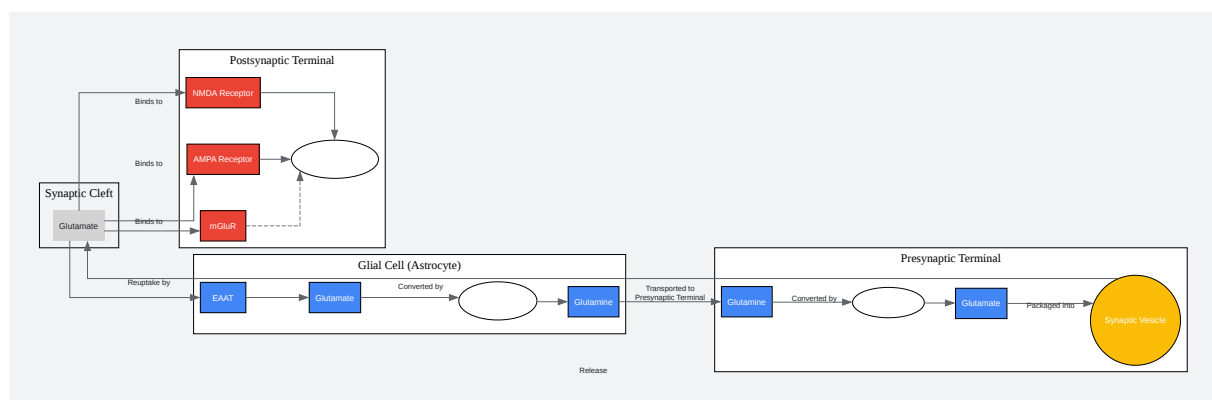 Postsynaptic Terminal
NMDA Receptor
Binds to
AMPA Receptor
Binds to
Synaptic Cleft
Glutamate
Binds to
mGluR
Glial Cell (Astrocyte)
Reuptake by
EAAT
Glutamate
Converted by
Glutamine
Transported to
Presynaptic Terminal
Presynaptic Terminal
Glutamine
Converted by
Glutamate
Packaged into
Synaptic Vesicle
Release